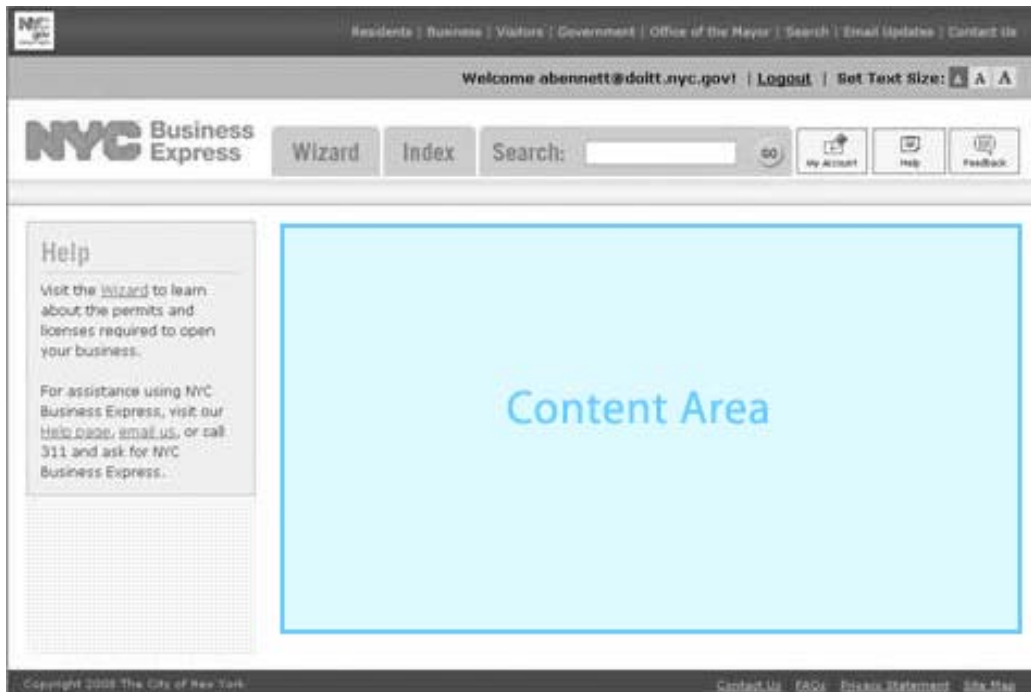 NYC
gov
Residents | Business | Visitors | Government | Office of the Mayor | Search | Email Updates | Contact Us
Welcome abennett@doitt.nyc.gov! | Logout | Set Text Size: A A A
NYC Business Express
Wizard
Index
Search:
GO
My Account
Help
Feedback
Help
Visit the Wizard to learn
about the permits and
licenses required to open
your business.
For assistance using NYC
Business Express, visit our
Help page, email us, or call
311 and ask for NYC
Business Express.
Content Area
Copyright 2008 The City of New York
Contact Us FAQs Privacy Statement Site Map